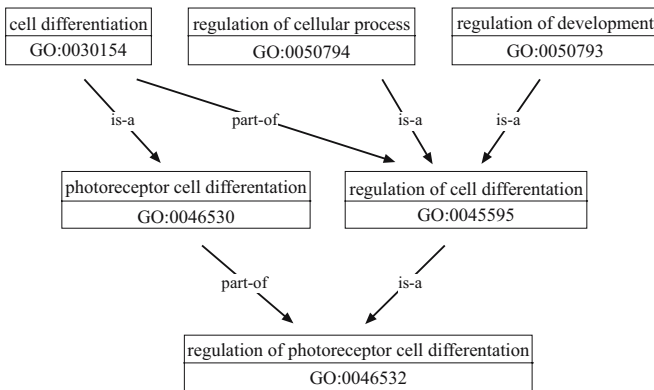 cell differentiation
GO:0030154
regulation of cellular process
GO:0050794
regulation of development
GO:0050793
is-a
part-of
is-a
is-a
photoreceptor cell differentation
GO:0046530
regulation of cell differentation
GO:0045595
part-of
is-a
regulation of photoreceptor cell differentation
GO:0046532